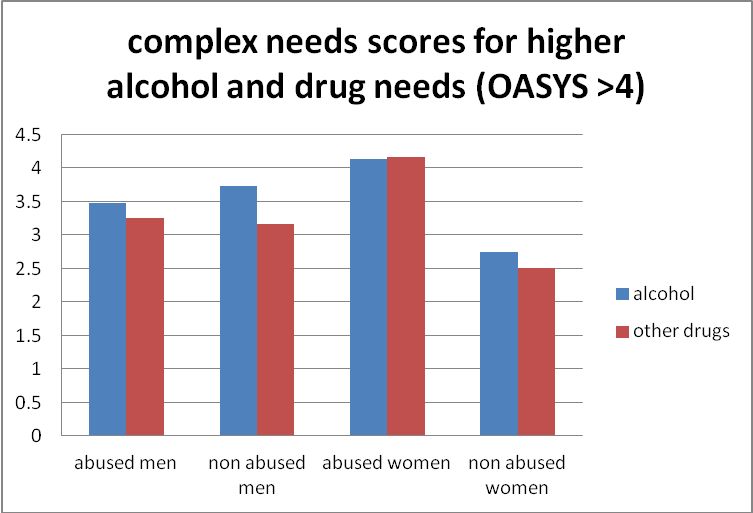 complex needs scores for higher
alcohol and drug needs (OASYS >4)
4.5
4
3.5
3
2.5
2
1.5
1
0.5
0
abused men
non abused
men
abused women
non abused
women
alcohol
other drugs